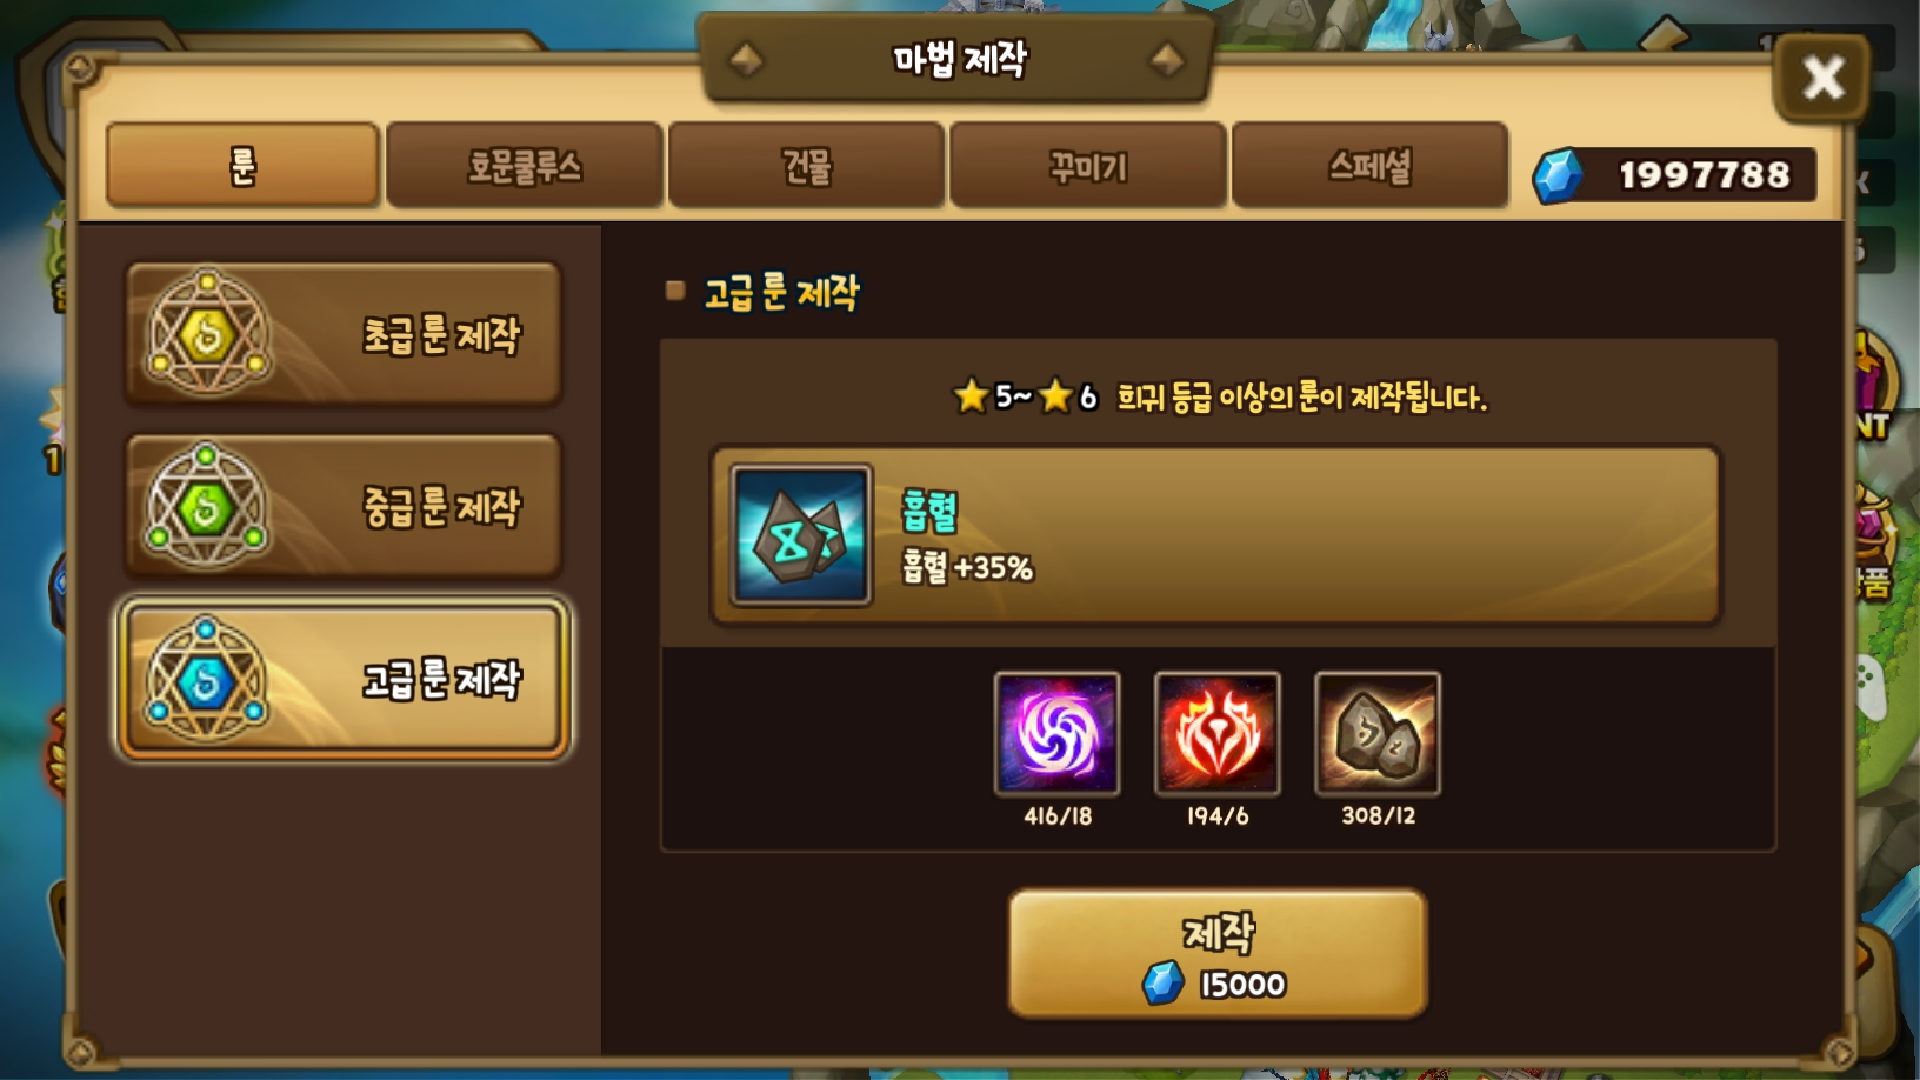 마법 제작
룬
호문쿨루스
건물
꾸미기
스페셜
1997788
초급 룬 제작
중급 룬 제작
고급 룬 제작
고급 룬 제작
5~ 6 희귀 등급 이상의 룬이 제작됩니다.
흡혈
흡혈 +35%
416/18
194/6
308/12
제작
15000